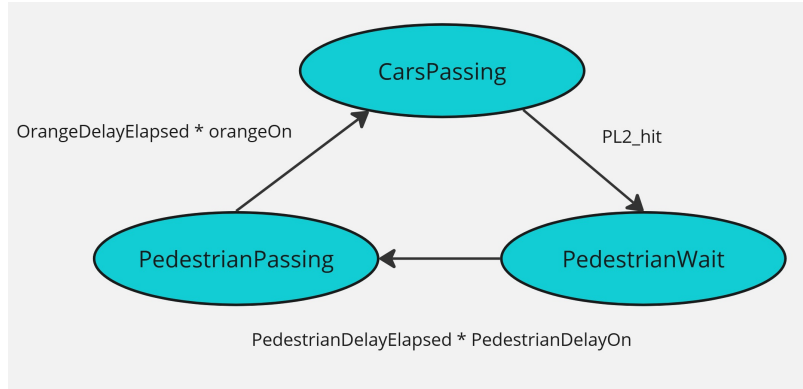 CarsPassing
OrangeDelayElapsed * orangeOn
PL2_hit
PedestrianPassing
PedestrianWait
PedestrianDelayElapsed * PedestrianDelayOn